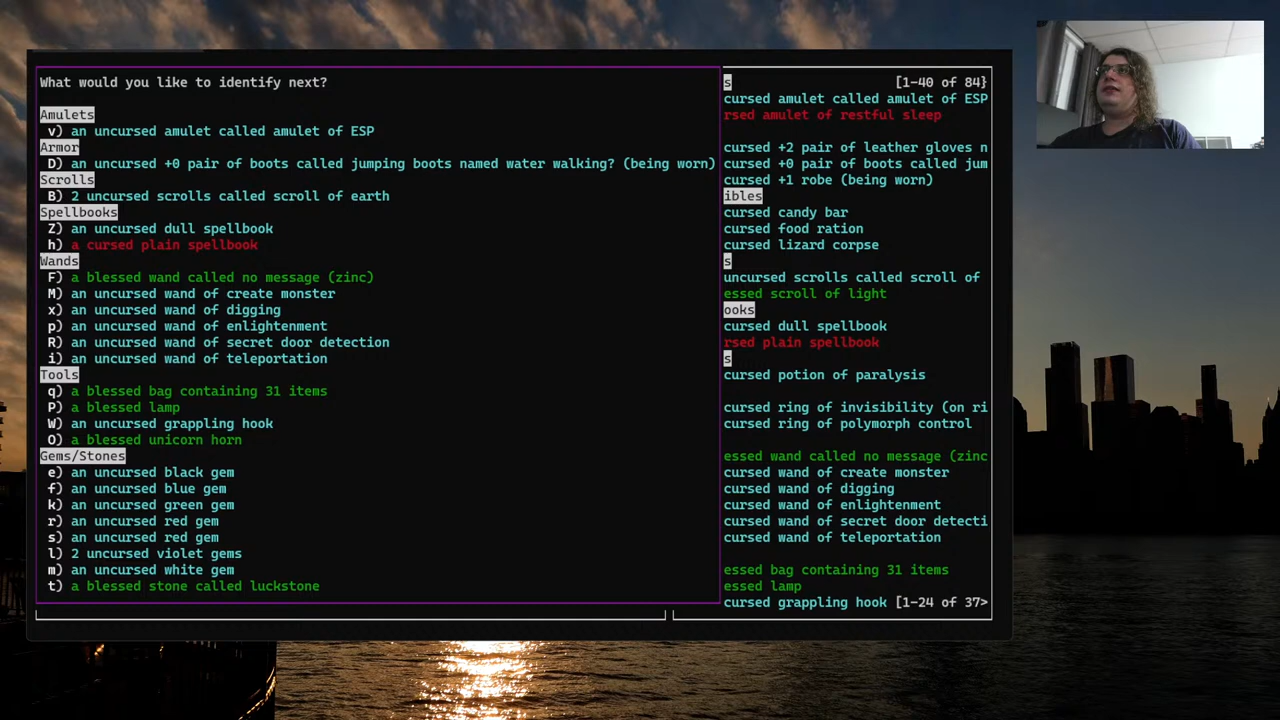 What would you like to identify next?
Amulets
v) an uncursed amulet called amulet of ESP
Armor
D) an uncursed +0 pair of boots called jumping boots named water walking? (being worn)
Scrolls
B) 2 uncursed scrolls called scroll of earth
Spellbooks
Z) an uncursed dull spellbook
h) a cursed plain spellbook
Wands
F) a blessed wand called no message (zinc)
M) an uncursed wand of create monster
x) an uncursed wand of digging
p) an uncursed wand of enlightenment
R) an uncursed wand of secret door detection
i) an uncursed wand of teleportation
Tools
q) a blessed bag containing 31 items
P) a blessed lamp
W) an uncursed grappling hook
O) a blessed unicorn horn
Gems/Stones
e) an uncursed black gem
f) an uncursed blue gem
k) an uncursed green gem
r) an uncursed red gem
s) an uncursed red gem
l) 2 uncursed violet gems
m) an uncursed white gem
t) a blessed stone called luckstone
s [1-40 of 84}
cursed amulet called amulet of ESP
rsed amulet of restful sleep
cursed +2 pair of leather gloves n
cursed +0 pair of boots called jum
cursed +1 robe (being worn)
ibles
cursed candy bar
cursed food ration
cursed lizard corpse
s
uncursed scrolls called scroll of
essed scroll of light
ooks
cursed dull spellbook
rsed plain spellbook
s
cursed potion of paralysis
cursed ring of invisibility (on ri
cursed ring of polymorph control
essed wand called no message (zinc
cursed wand of create monster
cursed wand of digging
cursed wand of enlightenment
cursed wand of secret door detecti
cursed wand of teleportation
essed bag containing 31 items
essed lamp
cursed grappling hook [1-24 of 37>